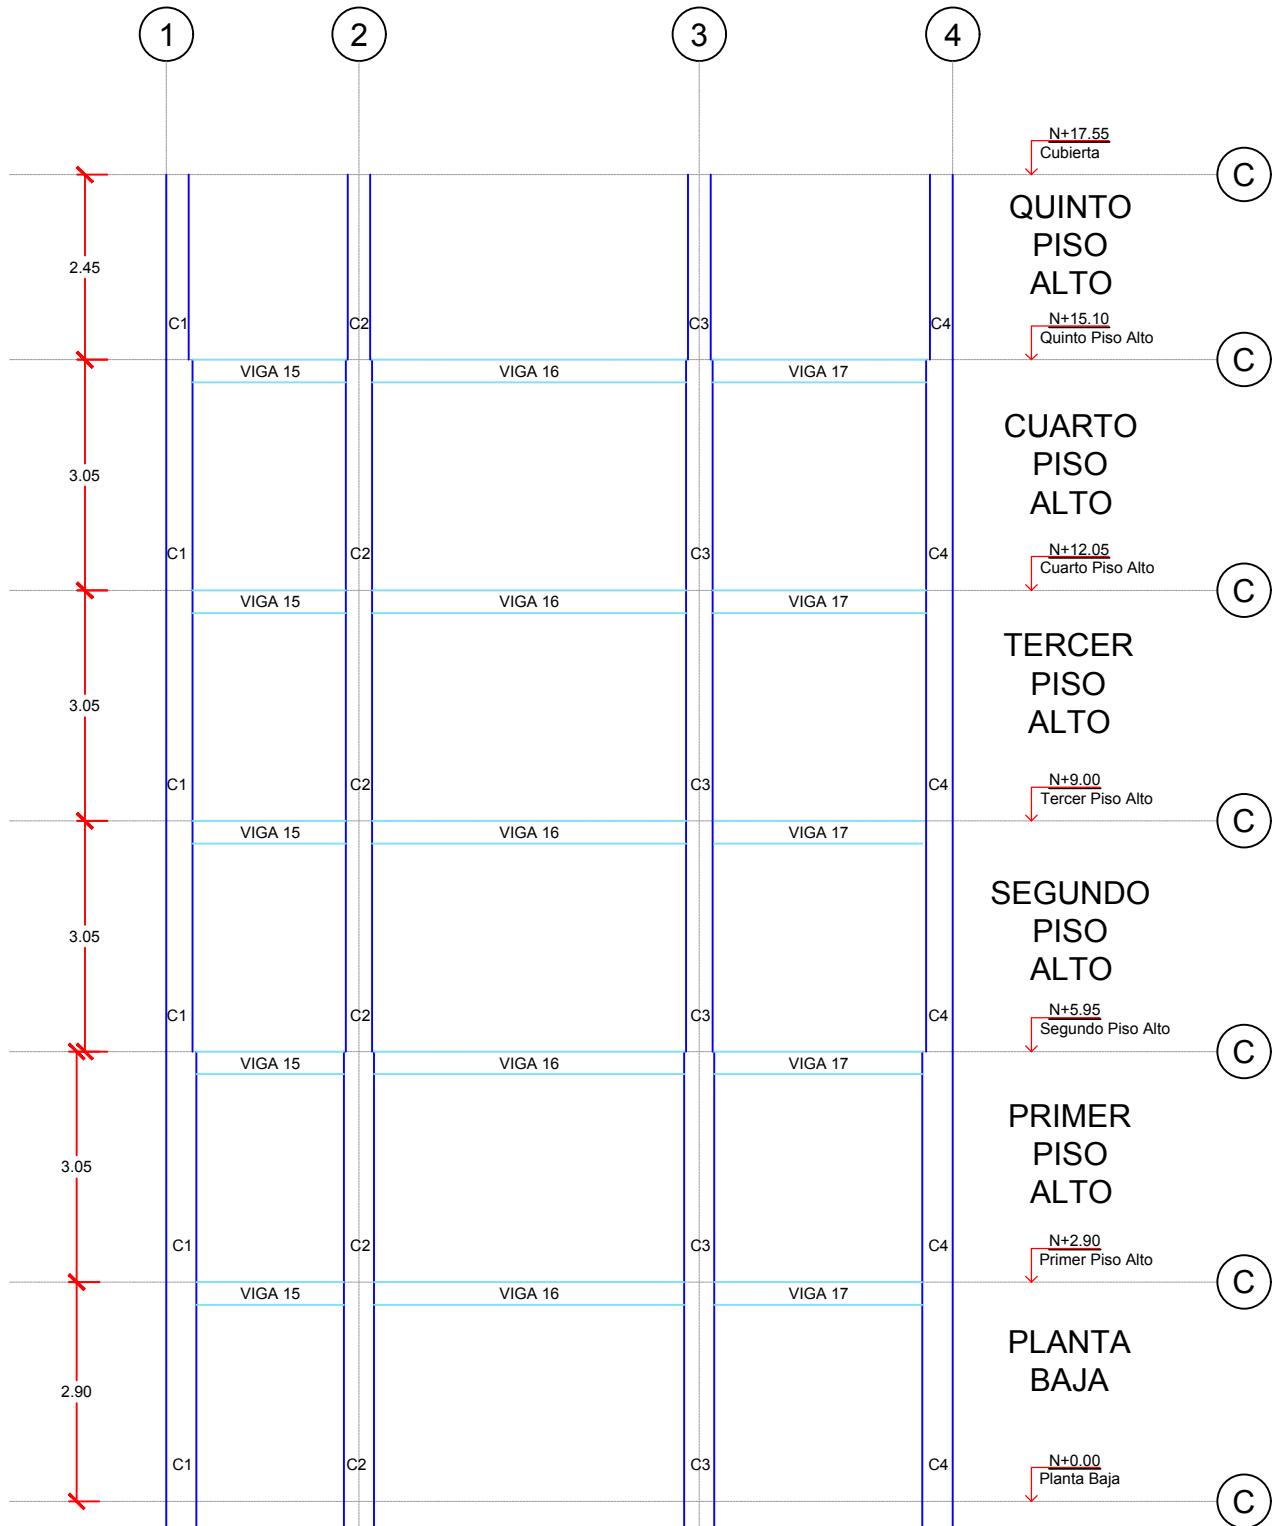 1 2 3 4
N+17.55
Cubierta
C
QUINTO
PISO
ALTO
2.45
C1 C2 C3 C4
N+15.10
Quinto Piso Alto
C
VIGA 15 VIGA 16 VIGA 17
CUARTO
PISO
ALTO
3.05
C1 C2 C3 C4
N+12.05
Cuarto Piso Alto
C
VIGA 15 VIGA 16 VIGA 17
TERCER
PISO
ALTO
3.05
C1 C2 C3 C4
N+9.00
Tercer Piso Alto
C
VIGA 15 VIGA 16 VIGA 17
SEGUNDO
PISO
ALTO
3.05
C1 C2 C3 C4
N+5.95
Segundo Piso Alto
C
VIGA 15 VIGA 16 VIGA 17
PRIMER
PISO
ALTO
3.05
C1 C2 C3 C4
N+2.90
Primer Piso Alto
C
VIGA 15 VIGA 16 VIGA 17
PLANTA
BAJA
2.90
C1 C2 C3 C4
N+0.00
Planta Baja
C